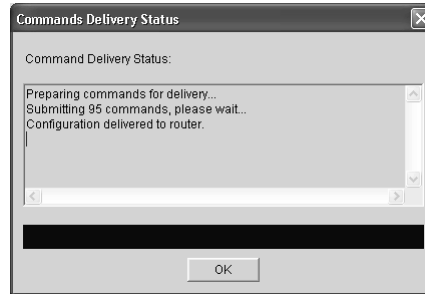 Commands Delivery Status
Command Delivery Status:
Preparing commands for delivery...
Submitting 95 commands, please wait...
Configuration delivered to router.
OK